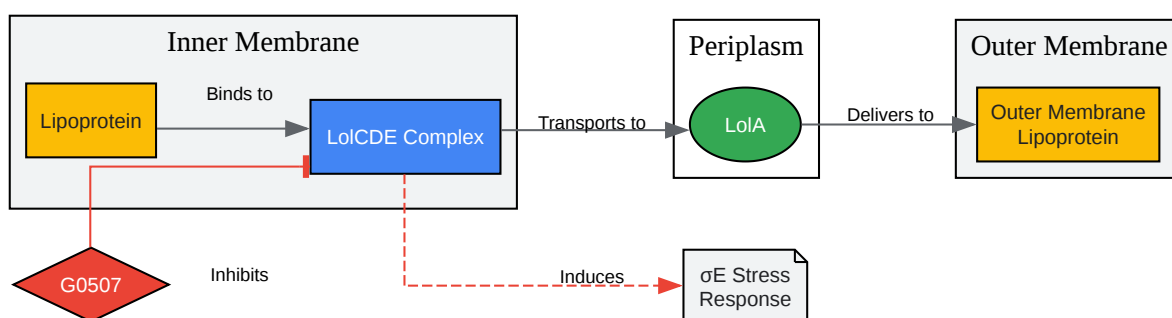 Inner Membrane
Periplasm
Outer Membrane
Lipoprotein
Binds to
LolCDE Complex
Transports to
LolA
Delivers to
Outer Membrane
Lipoprotein
G0507
Inhibits
Induces
σE Stress
Response